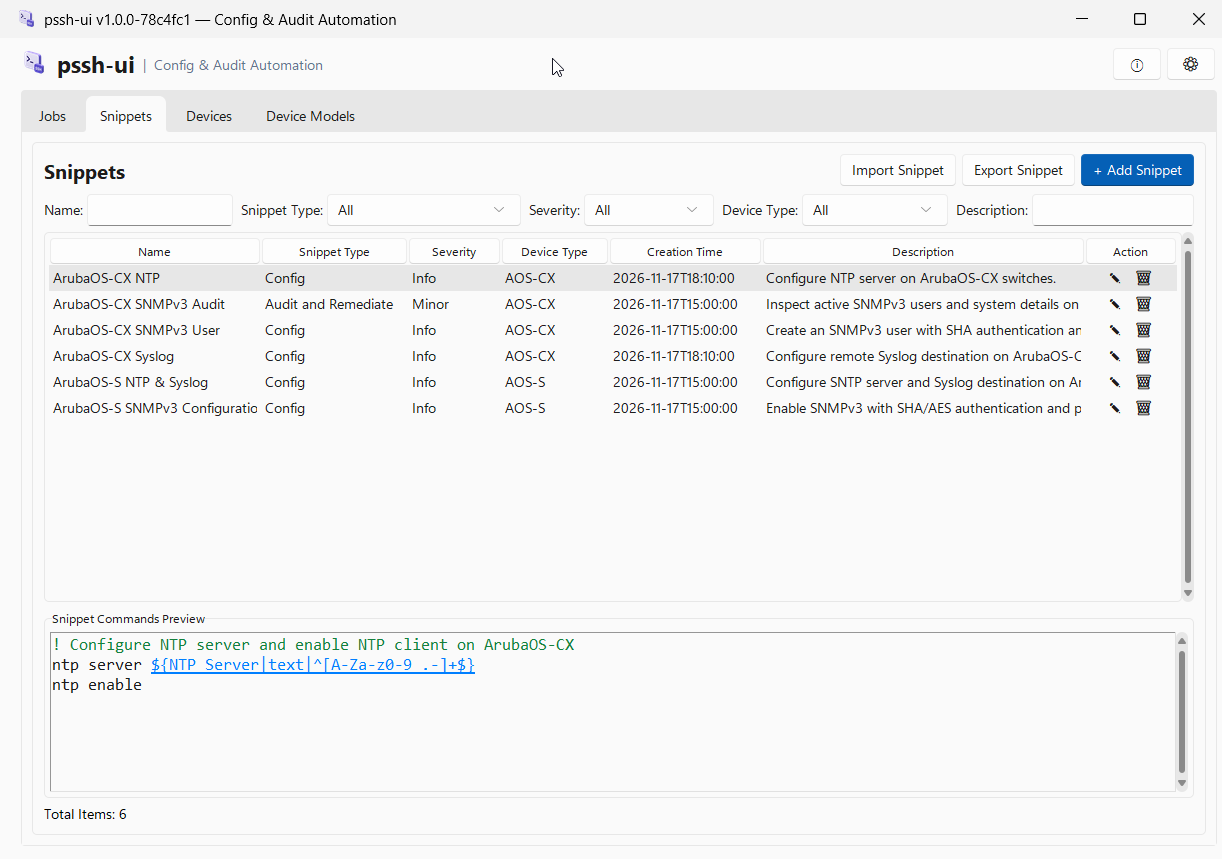 pssh-ui v1.0.0-78c4fc1 — Config & Audit Automation
pssh-ui | Config & Audit Automation
Jobs Snippets Devices Device Models
Snippets Import Snippet Export Snippet + Add Snippet
Name: Snippet Type: All Severity: All Device Type: All Description:
Name Snippet Type Severity Device Type Creation Time Description Action
ArubaOS-CX NTP Config Info AOS-CX 2026-11-17T18:10:00 Configure NTP server on ArubaOS-CX switches.
ArubaOS-CX SNMPv3 Audit Audit and Remediate Minor AOS-CX 2026-11-17T15:00:00 Inspect active SNMPv3 users and system details on
ArubaOS-CX SNMPv3 User Config Info AOS-CX 2026-11-17T15:00:00 Create an SNMPv3 user with SHA authentication an
ArubaOS-CX Syslog Config Info AOS-CX 2026-11-17T18:10:00 Configure remote Syslog destination on ArubaOS-C
ArubaOS-S NTP & Syslog Config Info AOS-S 2026-11-17T15:00:00 Configure SNTP server and Syslog destination on Ar
ArubaOS-S SNMPv3 Configuratio Config Info AOS-S 2026-11-17T15:00:00 Enable SNMPv3 with SHA/AES authentication and p
Snippet Commands Preview
! Configure NTP server and enable NTP client on ArubaOS-CX
ntp server ${NTP Server|text|^[A-Za-z0-9_.-]+$}
ntp enable
Total Items: 6